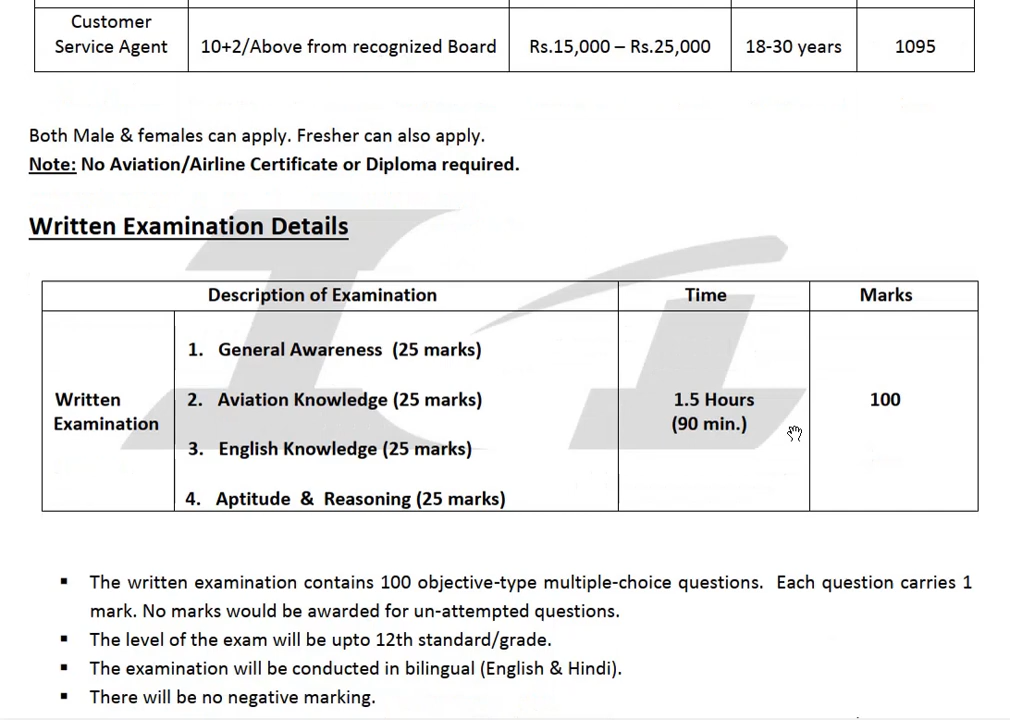 Customer
Service Agent 10+2/Above from recognized Board Rs.15,000 – Rs.25,000 18-30 years 1095
Both Male & females can apply. Fresher can also apply.
Note: No Aviation/Airline Certificate or Diploma required.
Written Examination Details
Description of Examination Time Marks
1. General Awareness (25 marks)
Written 2. Aviation Knowledge (25 marks) 1.5 Hours 100
Examination (90 min.)
3. English Knowledge (25 marks)
4. Aptitude & Reasoning (25 marks)
▪ The written examination contains 100 objective-type multiple-choice questions. Each question carries 1
mark. No marks would be awarded for un-attempted questions.
▪ The level of the exam will be upto 12th standard/grade.
▪ The examination will be conducted in bilingual (English & Hindi).
▪ There will be no negative marking.